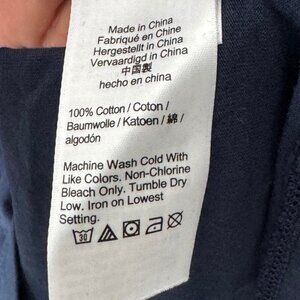 Made in China
Fabriqué en Chine
Hergestellt in China
Vervaardigd in China
中国製
hecho en china
100% Cotton / Coton /
Baumwolle / Katoen / 綿 /
algodón
Machine Wash Cold With
Like Colors. Non-Chlorine
Bleach Only. Tumble Dry
Low. Iron on Lowest
Setting.
30